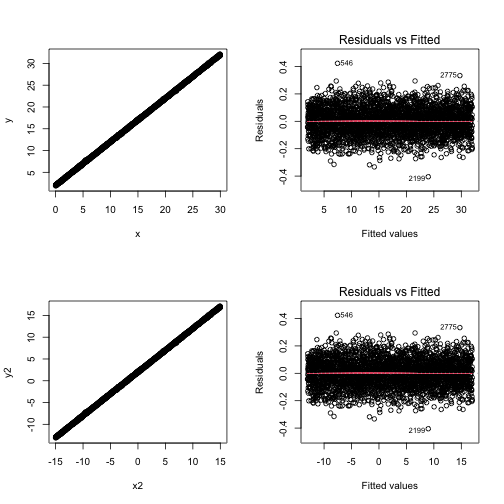 Residuals vs Fitted
30
25
20
15
10
5
y
0 5 10 15 20 25 30
x
0.4
0.2
0.0
-0.2
-0.4
Residuals
546
2775
2199
5 10 15 20 25 30
Fitted values
Residuals vs Fitted
15
10
5
0
-5
-10
y2
-15 -10 -5 0 5 10 15
x2
0.4
0.2
0.0
-0.2
-0.4
Residuals
546
2775
2199
-10 -5 0 5 10 15
Fitted values